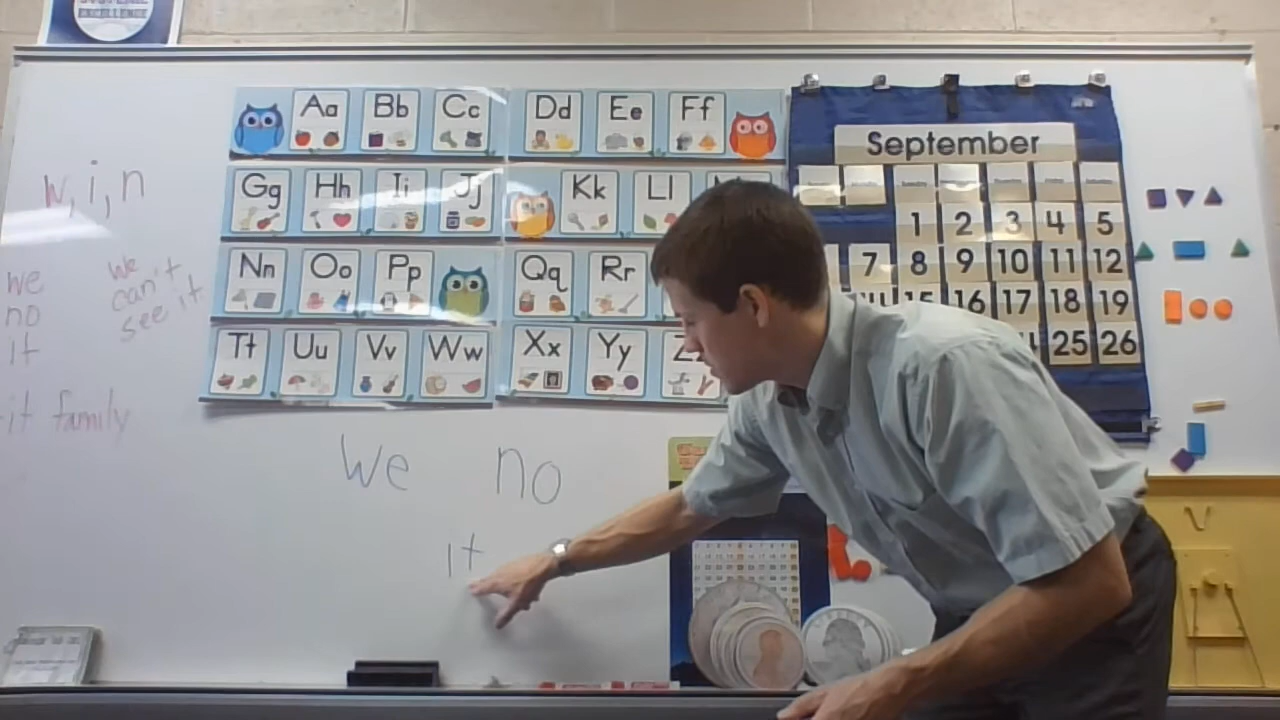 Aa Bb Cc Dd Ee Ff
Gg Hh Ii Jj Kk Ll
Nn Oo Pp Qq Rr
Tt Uu Vv Ww Xx Yy
September
1 2 3 4 5
7 8 9 10 11 12
15 16 17 18 19
25 26
w, i, n
we
no
it
we
can't
see it
-it family
we no
it